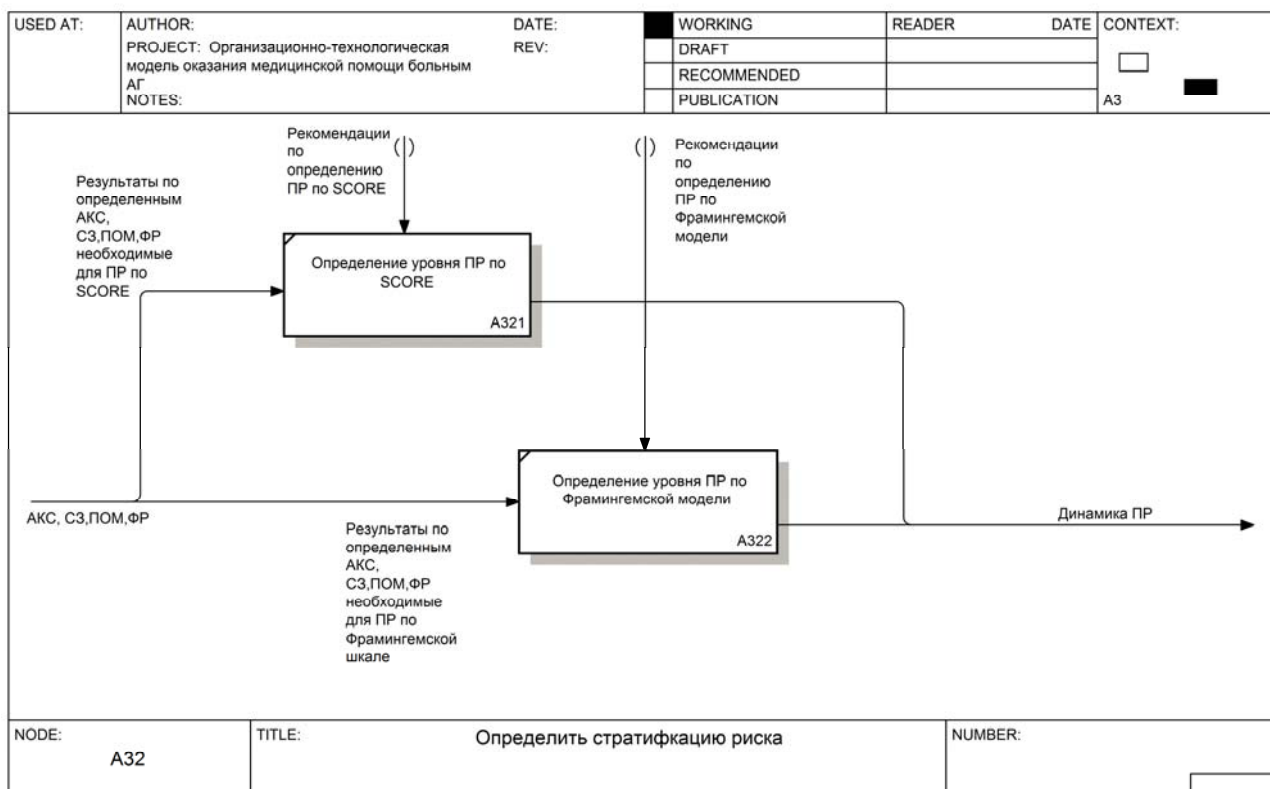 USED AT:
AUTHOR:
DATE:
PROJECT: Организационно-технологическая
REV:
модель оказания медицинской помощи больным
АГ
NOTES:
WORKING
DRAFT
RECOMMENDED
PUBLICATION
READER
DATE
CONTEXT:
A3
Рекомендации
по
определению
ПР по SCORE
( )
( )
Рекомендации
по
определению
ПР по
Фрамингемской
модели
Результаты по
определенным
АКС,
СЗ,ПОМ,ФР
необходимые
для ПР по
SCORE
Определение уровня ПР по
SCORE
A321
Определение уровня ПР по
Фрамингемской модели
A322
АКС, СЗ,ПОМ,ФР
Результаты по
определенным
АКС,
СЗ,ПОМ,ФР
необходимые
для ПР по
Фрамингемской
шкале
Динамика ПР
NODE:
A32
TITLE:
Определить стратифкацию риска
NUMBER: